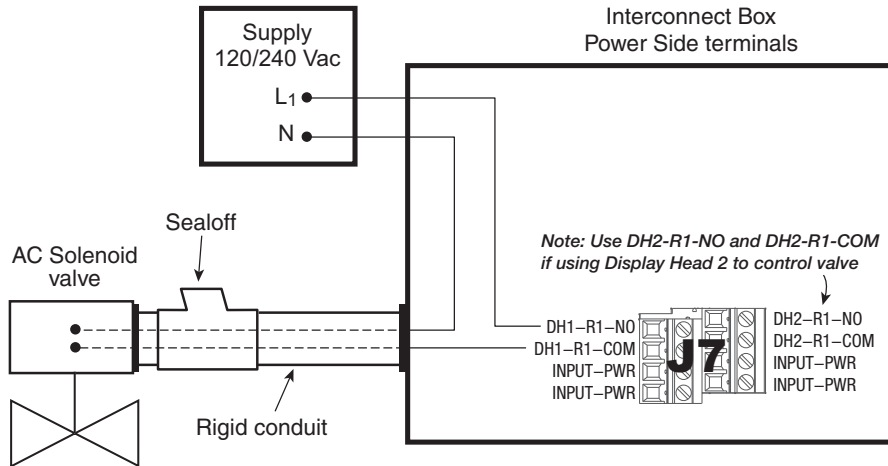 Interconnect Box
Power Side terminals
Supply
120/240 Vac
L1
N
Sealoff
AC Solenoid
valve
Rigid conduit
Note: Use DH2-R1-NO and DH2-R1-COM
if using Display Head 2 to control valve
DH1–R1–NO
DH1–R1–COM
INPUT–PWR
INPUT–PWR
J7
DH2–R1–NO
DH2–R1–COM
INPUT–PWR
INPUT–PWR